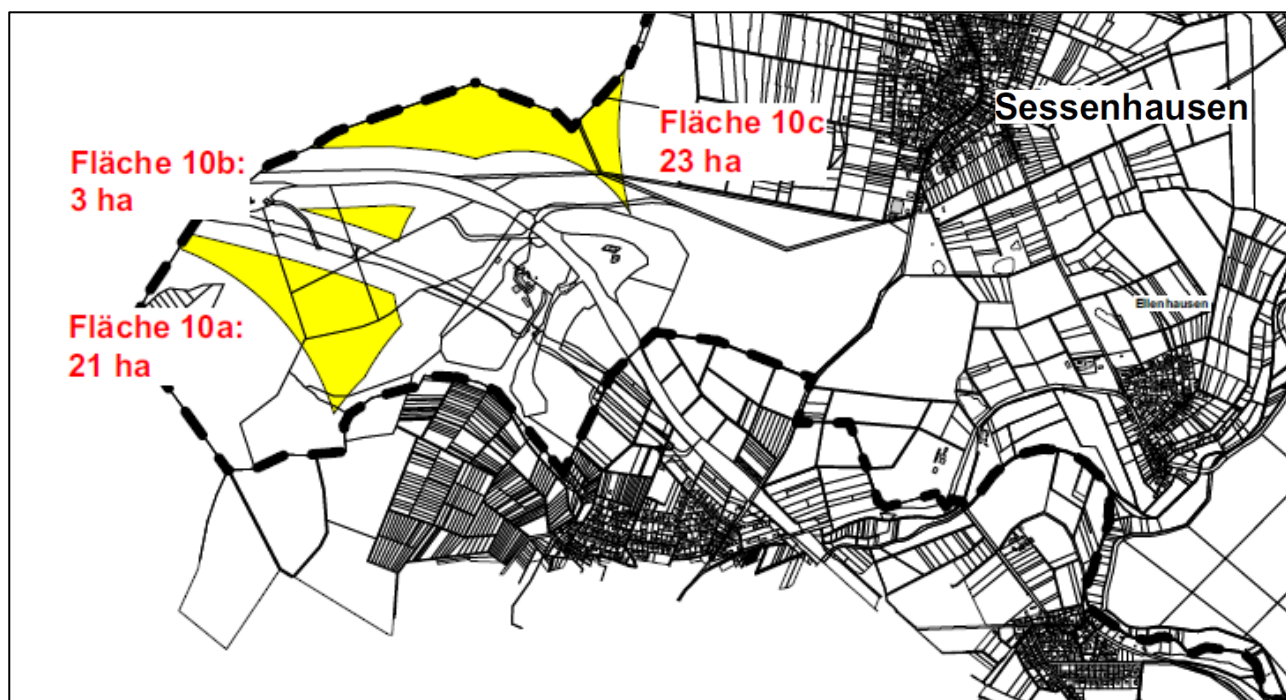 Sessenhausen
Fläche 10c
23 ha
Fläche 10b:
3 ha
Ellenhausen
Fläche 10a:
21 ha